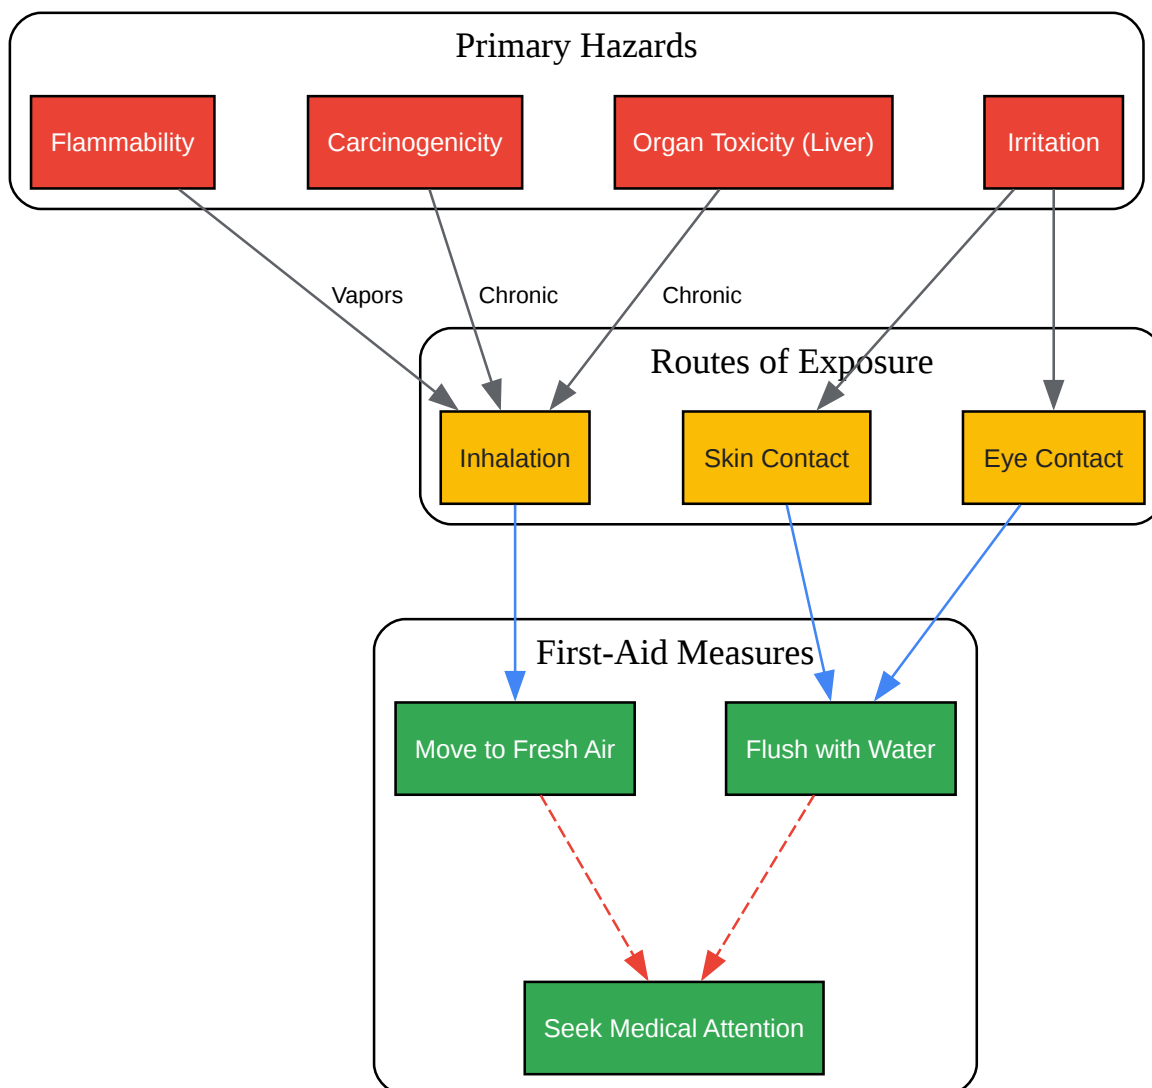 Primary Hazards
Flammability
Carcinogenicity
Organ Toxicity (Liver)
Irritation
Vapors
Chronic
Chronic
Routes of Exposure
Inhalation
Skin Contact
Eye Contact
First-Aid Measures
Move to Fresh Air
Flush with Water
Seek Medical Attention